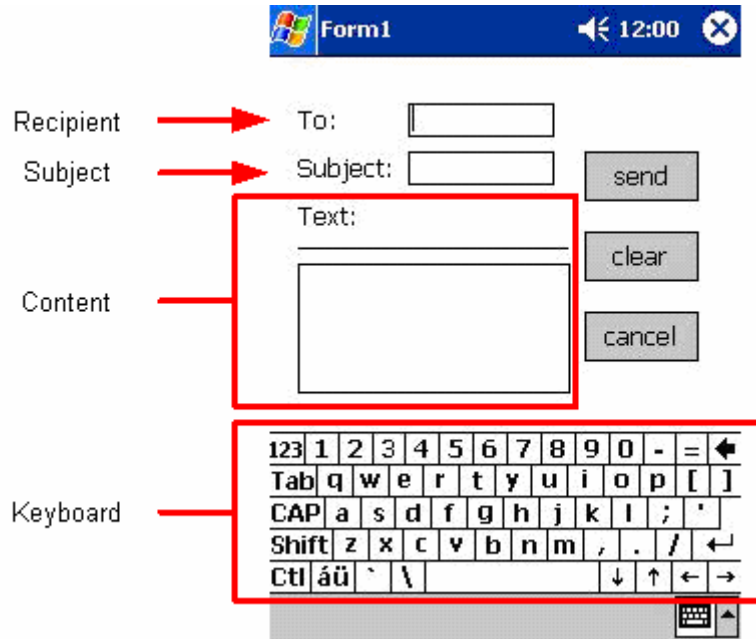 Form1 12:00
Recipient To:
Subject Subject:
send
Text:
clear
Content
cancel
123 1 2 3 4 5 6 7 8 9 0 - =
Tab q w e r t y u i o p [ ]
Keyboard
CAP a s d f g h j k l ; '
Shift z x c v b n m , . /
Ctl áü ` \